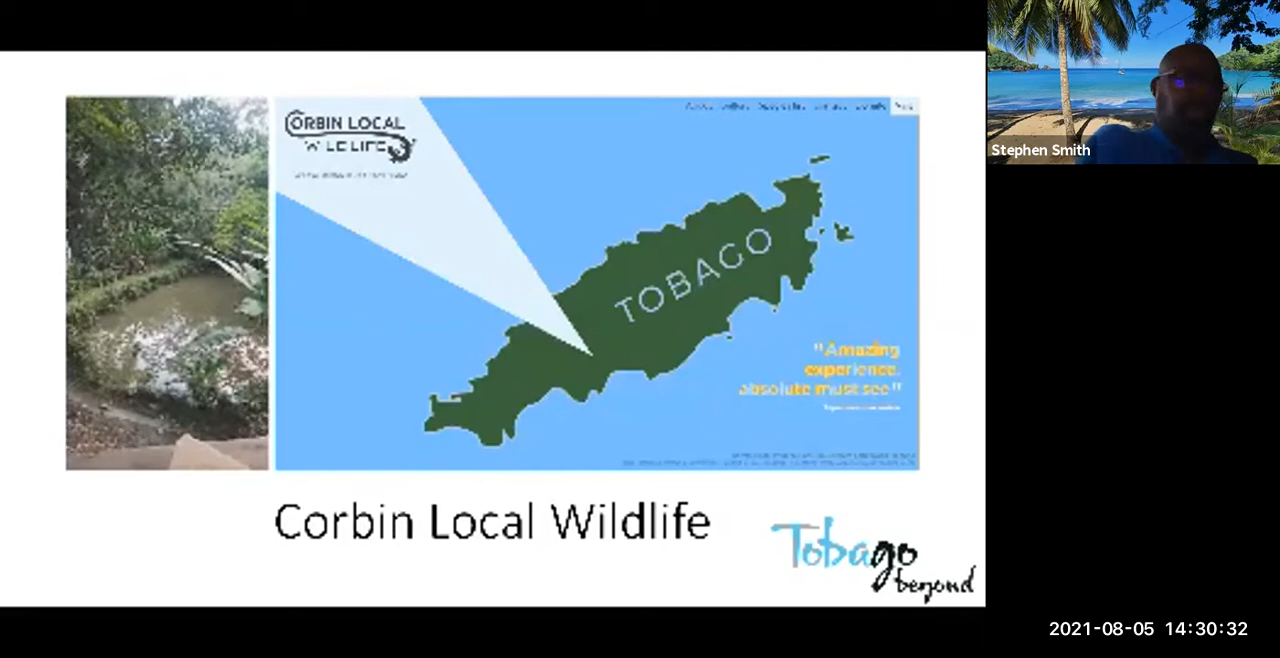 CORBIN LOCAL
WILDLIFE
TOBAGO
"Amazing
experience,
absolute must see"
Corbin Local Wildlife
Tobago
beyond
Stephen Smith
2021-08-05 14:30:32